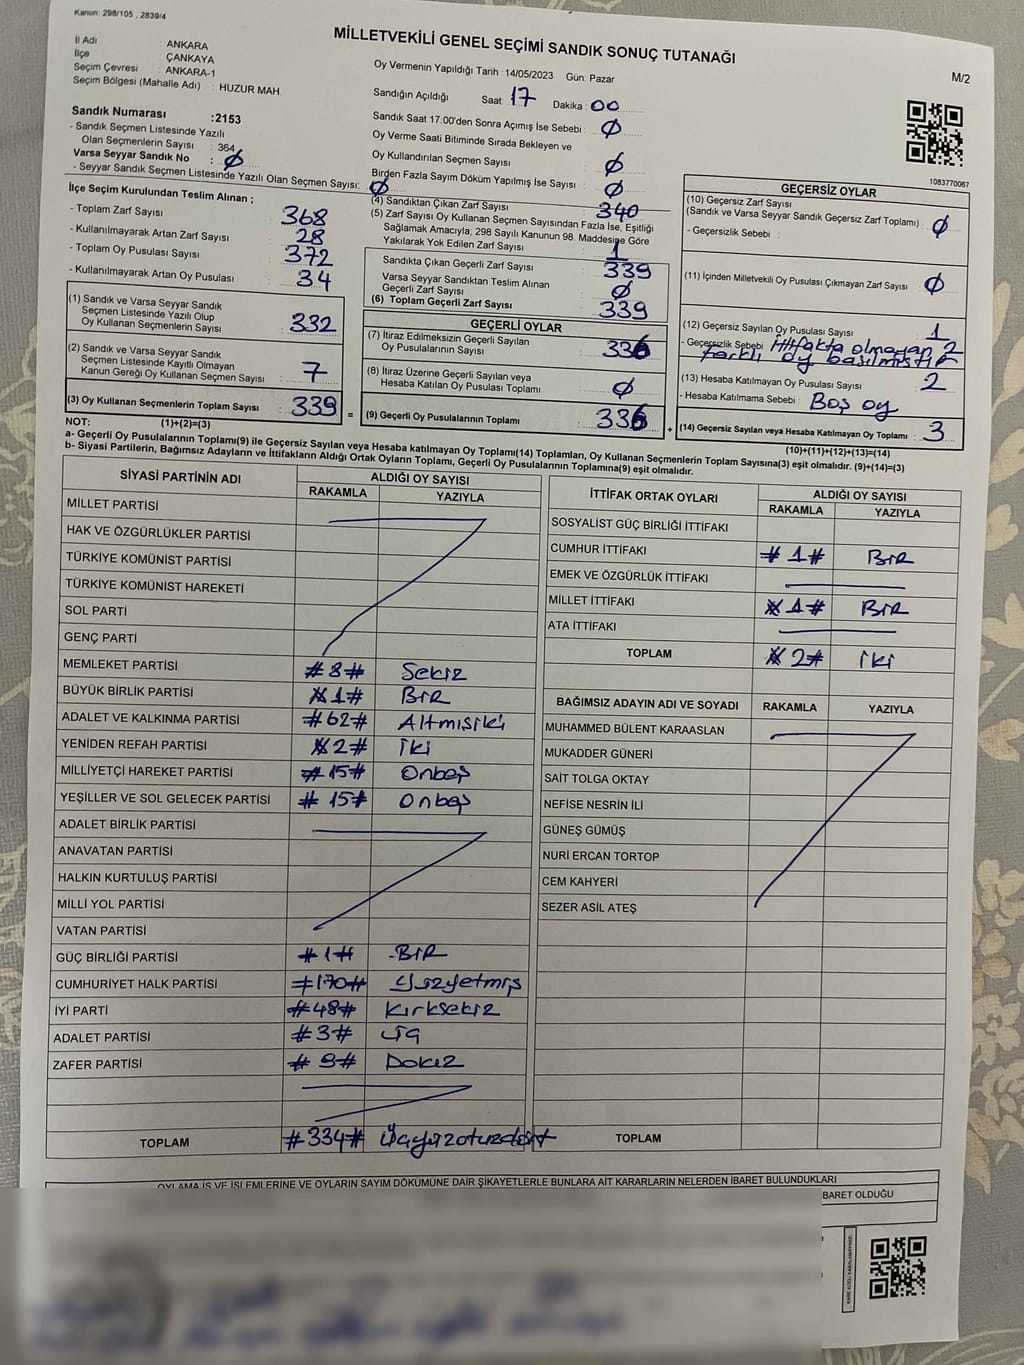 Kanun: 298/105 , 2839/4
MİLLETVEKİLİ GENEL SEÇİMİ SANDIK SONUÇ TUTANAĞI
M/2
İl Adı : ANKARA
İlçe : ÇANKAYA
Seçim Çevresi : ANKARA-1
Seçim Bölgesi (Mahalle Adı) : HUZUR MAH.
Sandık Numarası :2153
- Sandık Seçmen Listesinde Yazılı
Olan Seçmenlerin Sayısı : 364
Varsa Seyyar Sandık No : Ø
- Seyyar Sandık Seçmen Listesinde Yazılı Olan Seçmen Sayısı: Ø
İlçe Seçim Kurulundan Teslim Alınan ;
- Toplam Zarf Sayısı 368
- Kullanılmayarak Artan Zarf Sayısı 28
- Toplam Oy Pusulası Sayısı 372
- Kullanılmayarak Artan Oy Pusulası 34
(1) Sandık ve Varsa Seyyar Sandık
Seçmen Listesinde Yazılı Olup
Oy Kullanan Seçmenlerin Sayısı 332
(2) Sandık ve Varsa Seyyar Sandık
Seçmen Listesinde Kayıtlı Olmayan
Kanun Gereği Oy Kullanan Seçmen Sayısı 7
(3) Oy Kullanan Seçmenlerin Toplam Sayısı 339 =
Oy Vermenin Yapıldığı Tarih :14/05/2023 Gün: Pazar
Sandığın Açıldığı Saat: 17 Dakika: 00
Sandık Saat 17:00'den Sonra Açımış İse Sebebi : Ø
Oy Verme Saati Bitiminde Sırada Bekleyen ve
Oy Kullandırılan Seçmen Sayısı : Ø
Birden Fazla Sayım Döküm Yapılmış İse Sayısı : Ø
(4) Sandıktan Çıkan Zarf Sayısı : 340
(5) Zarf Sayısı Oy Kullanan Seçmen Sayısından Fazla İse, Eşitliği
Sağlamak Amacıyla, 298 Sayılı Kanunun 98. Maddesine Göre
Yakılarak Yok Edilen Zarf Sayısı : 1
Sandıkta Çıkan Geçerli Zarf Sayısı : 339
Varsa Seyyar Sandıktan Teslim Alınan
Geçerli Zarf Sayısı : Ø
(6) Toplam Geçerli Zarf Sayısı : 339
GEÇERLİ OYLAR
(7) İtiraz Edilmeksizin Geçerli Sayılan
Oy Pusulalarının Sayısı : 336
(8) İtiraz Üzerine Geçerli Sayılan veya
Hesaba Katılan Oy Pusulası Toplamı : Ø
(9) Geçerli Oy Pusulalarının Toplamı : 336 +
1083770067
GEÇERSİZ OYLAR
(10) Geçersiz Zarf Sayısı
(Sandık ve Varsa Seyyar Sandık Geçersiz Zarf Toplamı) : Ø
- Geçersizlik Sebebi :
(11) İçinden Milletvekili Oy Pusulası Çıkmayan Zarf Sayısı : Ø
(12) Geçersiz Sayılan Oy Pusulası Sayısı : 1
- Geçersizlik Sebebi : İttifakta olmayan 2
farklı oy basılmıştır
(13) Hesaba Katılmayan Oy Pusulası Sayısı : 2
- Hesaba Katılmama Sebebi : Boş oy
(14) Geçersiz Sayılan veya Hesaba Katılmayan Oy Toplamı : 3
NOT: (1)+(2)=(3)
(10)+(11)+(12)+(13)=(14)
a- Geçerli Oy Pusulalarının Toplamı(9) ile Geçersiz Sayılan veya Hesaba katılmayan Oy Toplamı(14) Toplamları, Oy Kullanan Seçmenlerin Toplam Sayısına(3) eşit olmalıdır. (9)+(14)=(3)
b- Siyasi Partilerin, Bağımsız Adayların ve İttifakların Aldığı Ortak Oyların Toplamı, Geçerli Oy Pusulalarının Toplamına(9) eşit olmalıdır.
SİYASİ PARTİNİN ADI ALDIĞI OY SAYISI
RAKAMLA YAZIYLA
MİLLET PARTİSİ
HAK VE ÖZGÜRLÜKLER PARTİSİ
TÜRKİYE KOMÜNİST PARTİSİ
TÜRKİYE KOMÜNİST HAREKETİ
SOL PARTİ
GENÇ PARTİ
MEMLEKET PARTİSİ #8# Sekiz
BÜYÜK BİRLİK PARTİSİ #1# BİR
ADALET VE KALKINMA PARTİSİ #62# Altmışiki
YENİDEN REFAH PARTİSİ #2# iki
MİLLİYETÇİ HAREKET PARTİSİ #15# Onbeş
YEŞİLLER VE SOL GELECEK PARTİSİ #15# Onbeş
ADALET BİRLİK PARTİSİ
ANAVATAN PARTİSİ
HALKIN KURTULUŞ PARTİSİ
MİLLİ YOL PARTİSİ
VATAN PARTİSİ
GÜÇ BİRLİĞİ PARTİSİ #1# -BİR
CUMHURİYET HALK PARTİSİ #170# Yüzyetmiş
İYİ PARTİ #48# Kırksekiz
ADALET PARTİSİ #3# üç
ZAFER PARTİSİ #9# Dokuz
TOPLAM #334# üçyüzotuzdört
İTTİFAK ORTAK OYLARI ALDIĞI OY SAYISI
RAKAMLA YAZIYLA
SOSYALİST GÜÇ BİRLİĞİ İTTİFAKI
CUMHUR İTTİFAKI #1# BİR
EMEK VE ÖZGÜRLÜK İTTİFAKI
MİLLET İTTİFAKI #1# BİR
ATA İTTİFAKI
TOPLAM #2# iki
BAĞIMSIZ ADAYIN ADI VE SOYADI RAKAMLA YAZIYLA
MUHAMMED BÜLENT KARAASLAN
MUKADDER GÜNERİ
SAİT TOLGA OKTAY
NEFİSE NESRİN İLİ
GÜNEŞ GÜMÜŞ
NURİ ERCAN TORTOP
CEM KAHYERİ
SEZER ASİL ATEŞ
TOPLAM
OYLAMA İŞ VE İŞLEMLERİNE VE OYLARIN SAYIM DÖKÜMÜNE DAİR ŞİKAYETLERLE BUNLARA AİT KARARLARIN NELERDEN İBARET BULUNDUKLARI
BARET OLDUĞU